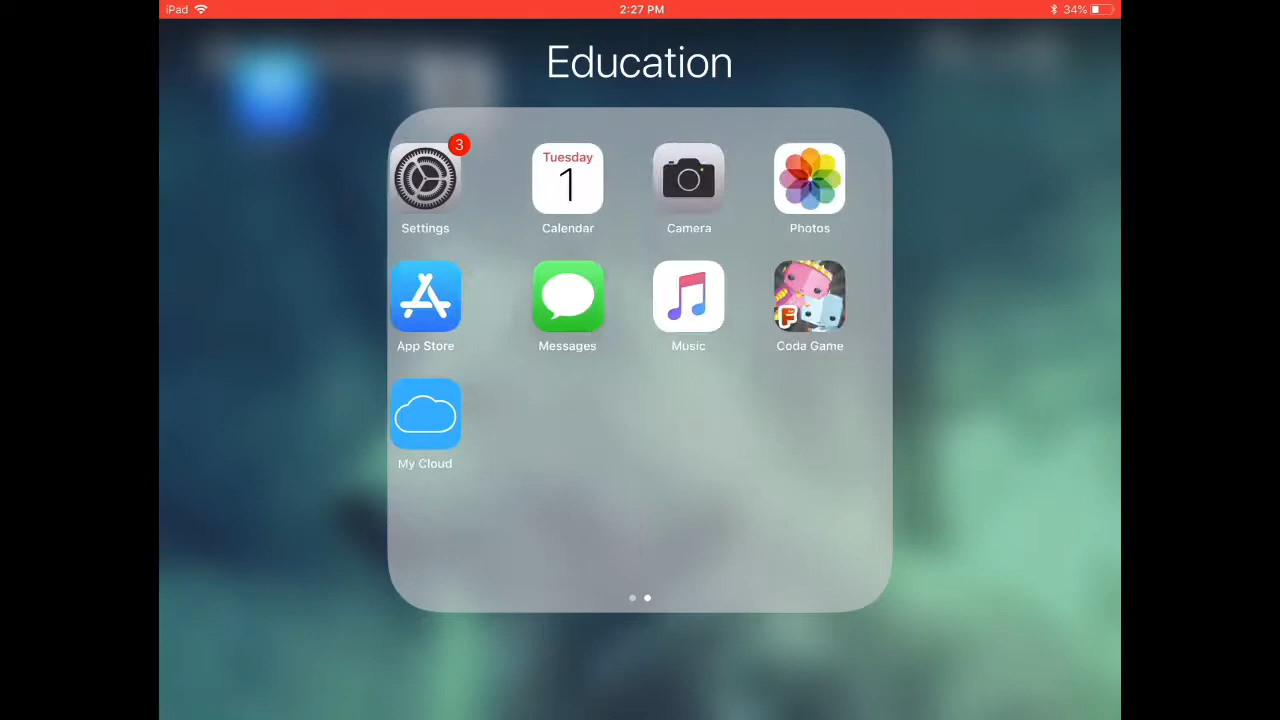 iPad 2:27 PM 34%
Education
3
Tuesday
1
Settings Calendar Camera Photos
F
App Store Messages Music Coda Game
My Cloud